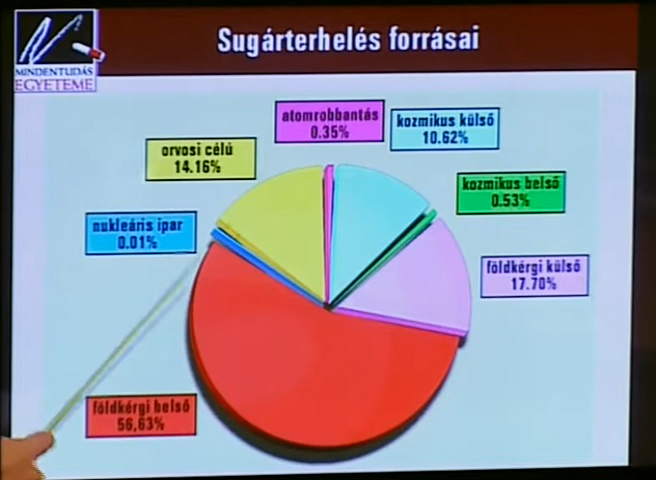 Sugárterhelés forrásai
MINDENTUDÁS
EGYETEME
atomrobbantás
0.35%
kozmikus külső
10.62%
orvosi célú
14.16%
kozmikus belső
0.53%
nukleáris ipar
0.01%
földkérgi külső
17.70%
földkérgi belső
56,63%